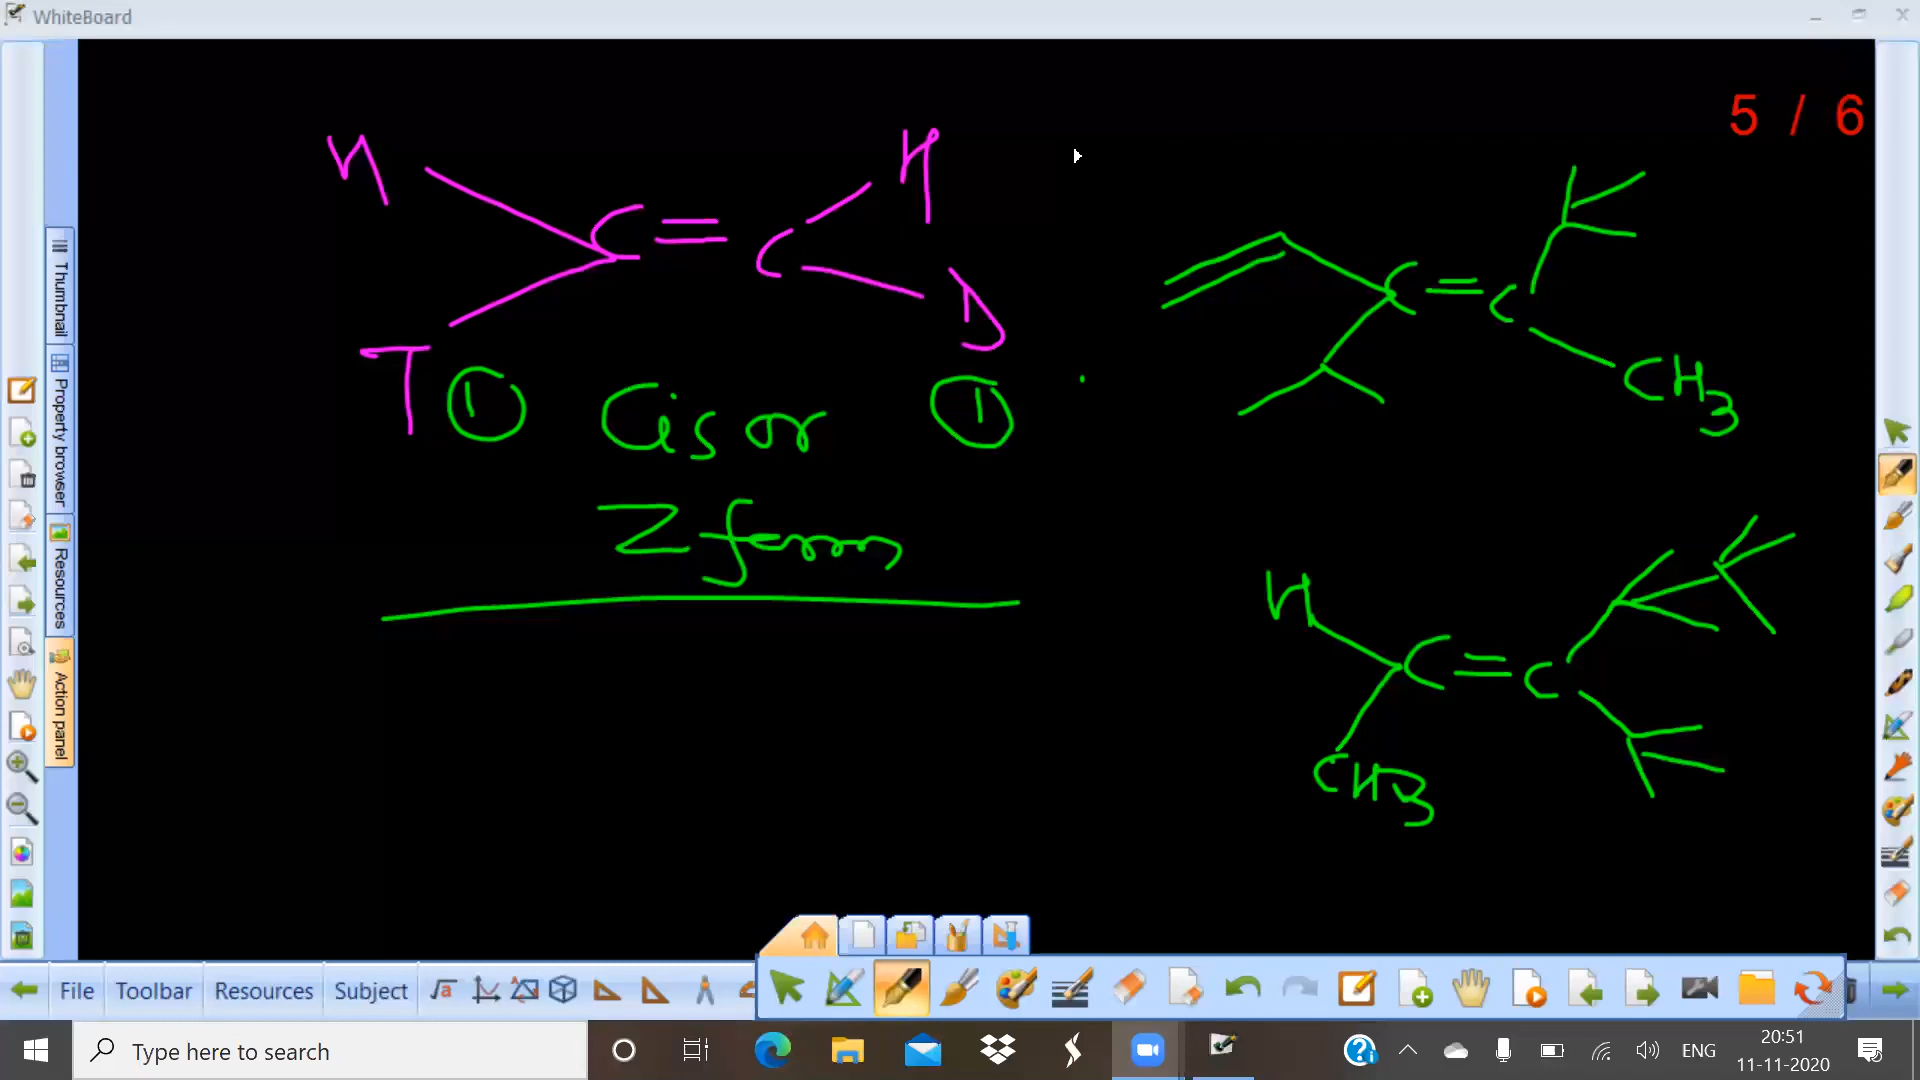 WhiteBoard
5 / 6
H
H
C = C
T
D
① Cis or ①
Z form
C = C
CH3
H
C = C
CH3
Thumbnail
Property browser
Resources
Action panel
File
Toolbar
Resources
Subject
Type here to search
ENG
20:51
11-11-2020